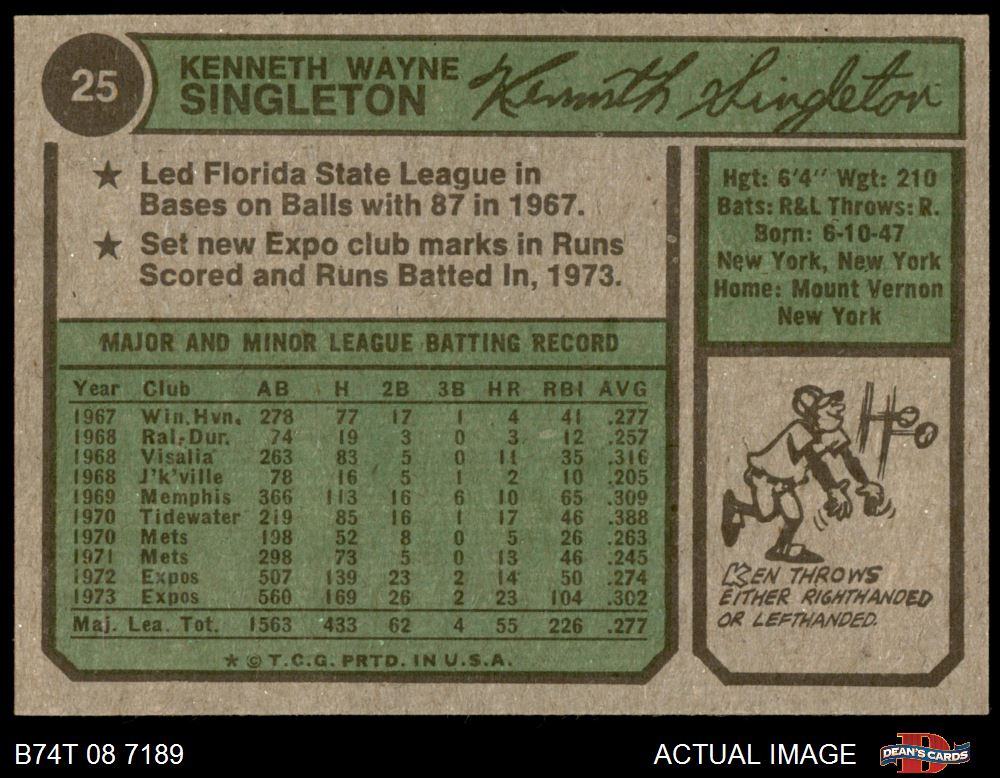 25
KENNETH WAYNE
SINGLETON
Kenneth Singleton
★ Led Florida State League in
Bases on Balls with 87 in 1967.
★ Set new Expo club marks in Runs
Scored and Runs Batted In, 1973.
MAJOR AND MINOR LEAGUE BATTING RECORD
Year Club AB H 2B 3B HR RBI AVG
1967 Win. Hvn. 278 77 17 1 4 41 .277
1968 Ral.-Dur. 74 19 3 0 3 12 .257
1968 Visalia 263 83 5 0 11 35 .316
1968 J'k'ville 78 16 5 1 2 10 .205
1969 Memphis 366 113 16 6 10 65 .309
1970 Tidewater 219 85 16 1 17 46 .388
1970 Mets 198 52 8 0 5 26 .263
1971 Mets 298 73 5 0 13 46 .245
1972 Expos 507 139 23 2 14 50 .274
1973 Expos 560 169 26 2 23 104 .302
Maj. Lea. Tot. 1563 433 62 4 55 226 .277
★ © T.C.G. PRTD. IN U.S.A.
Hgt: 6'4" Wgt: 210
Bats: R&L Throws: R.
Born: 6-10-47
New York, New York
Home: Mount Vernon
New York
KEN THROWS
EITHER RIGHTHANDED
OR LEFTHANDED.
B74T 08 7189
ACTUAL IMAGE
D
DEAN'S CARDS